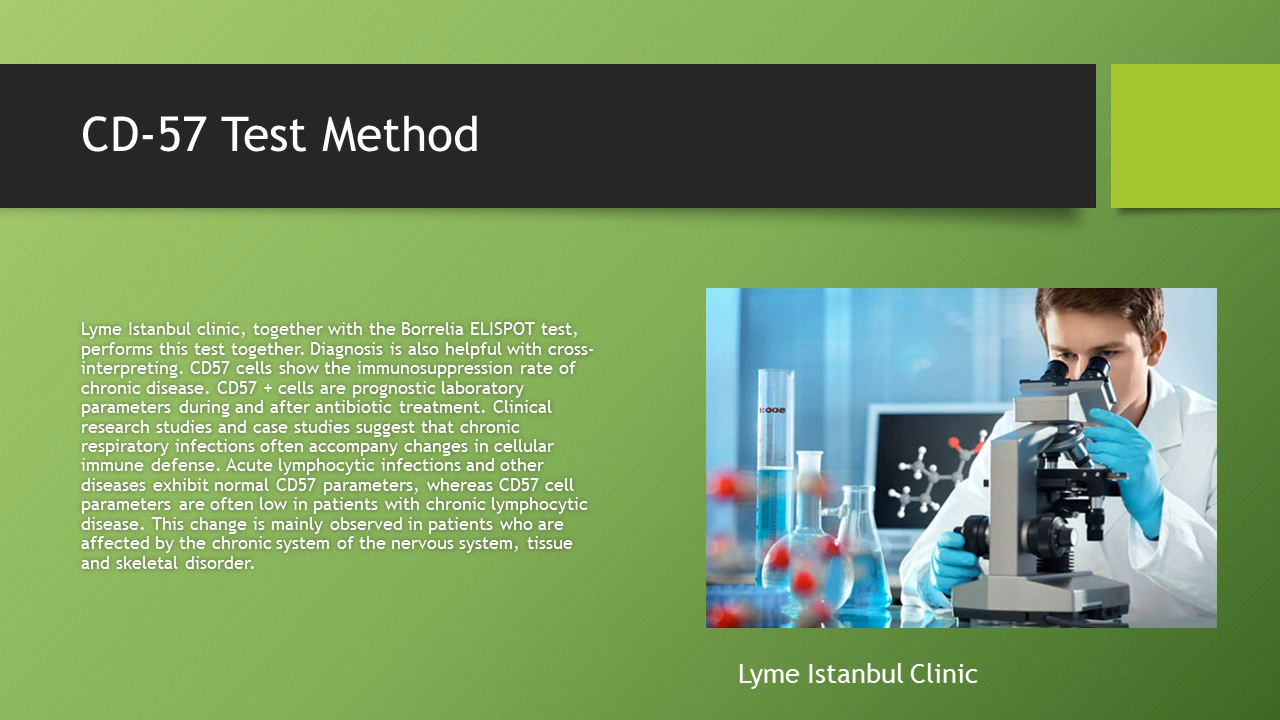 CD-57 Test Method
Lyme Istanbul clinic, together with the Borrelia ELISPOT test,
performs this test together. Diagnosis is also helpful with cross-
interpreting. CD57 cells show the immunosuppression rate of
chronic disease. CD57 + cells are prognostic laboratory
parameters during and after antibiotic treatment. Clinical
research studies and case studies suggest that chronic
respiratory infections often accompany changes in cellular
immune defense. Acute lymphocytic infections and other
diseases exhibit normal CD57 parameters, whereas CD57 cell
parameters are often low in patients with chronic lymphocytic
disease. This change is mainly observed in patients who are
affected by the chronic system of the nervous system, tissue
and skeletal disorder.
Lyme Istanbul Clinic